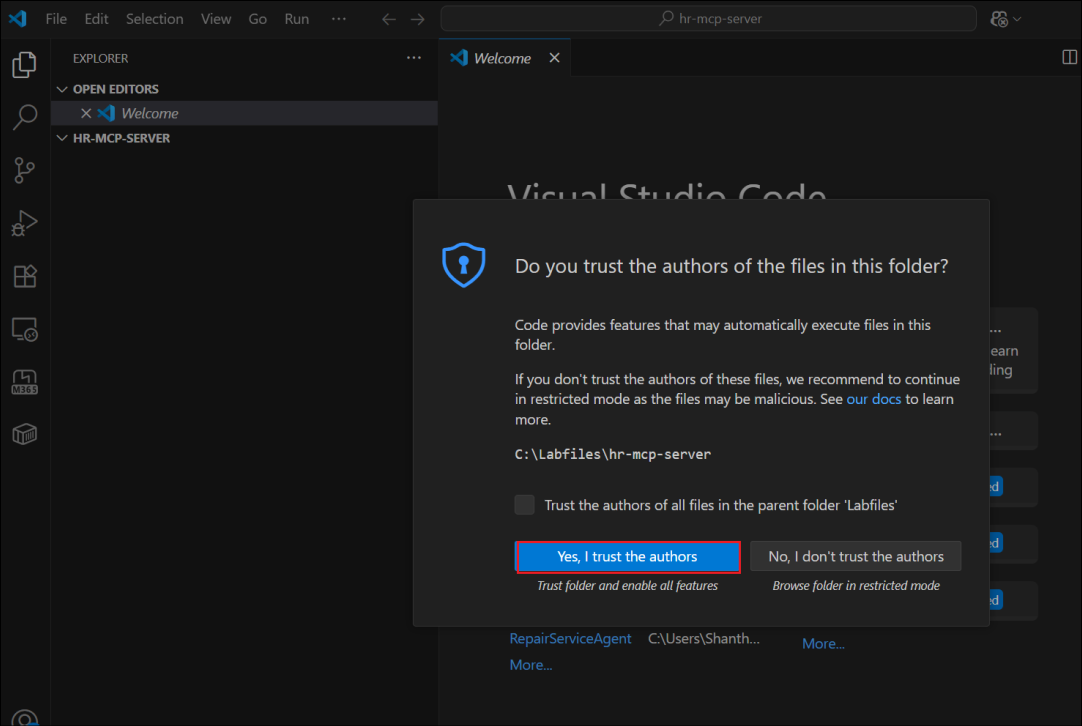 File Edit Selection View Go Run ··· ← → hr-mcp-server
EXPLORER ···
Welcome
OPEN EDITORS
Welcome
HR-MCP-SERVER
M365
Visual Studio Code
Do you trust the authors of the files in this folder?
Code provides features that may automatically execute files in this
folder.
If you don't trust the authors of these files, we recommend to continue
in restricted mode as the files may be malicious. See our docs to learn
more.
C:\Labfiles\hr-mcp-server
Trust the authors of all files in the parent folder 'Labfiles'
Yes, I trust the authors
No, I don't trust the authors
Trust folder and enable all features
Browse folder in restricted mode
RepairServiceAgent C:\Users\Shanth...
More...
More...